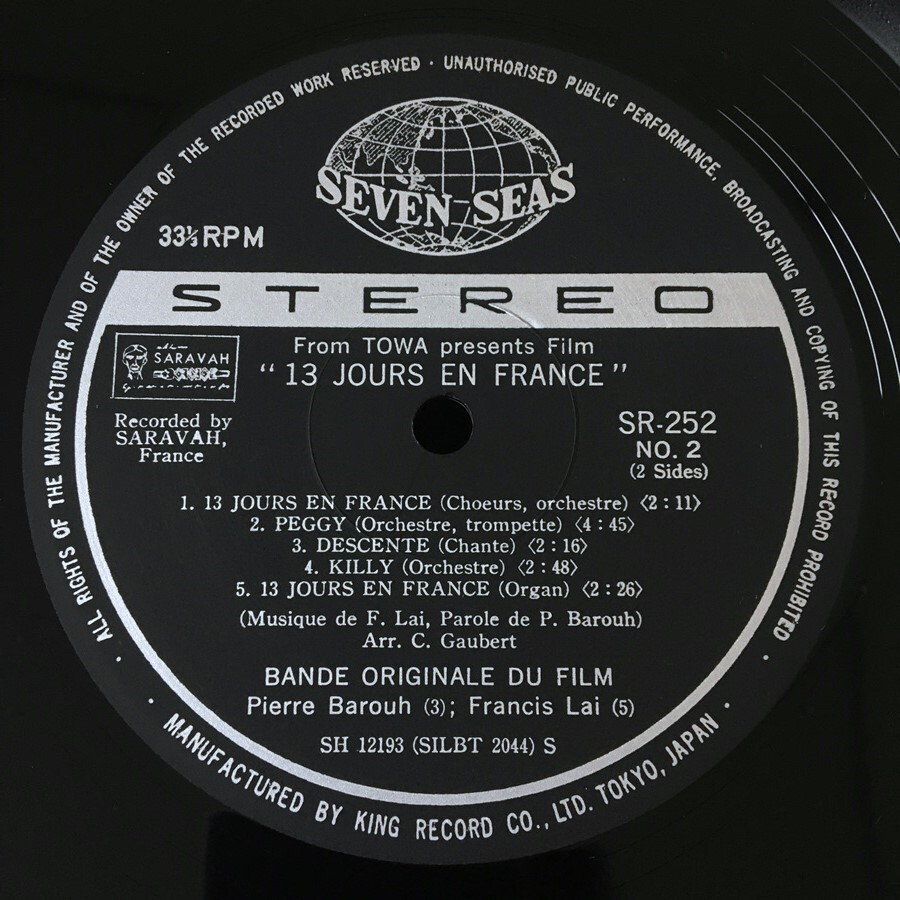 ALL RIGHTS OF THE MANUFACTURER AND OF THE OWNER OF THE RECORDED WORK RESERVED · UNAUTHORISED PUBLIC PERFORMANCE, BROADCASTING AND COPYING OF THIS RECORD PROHIBITED ·
SEVEN SEAS
33⅓ RPM
STEREO
SARAVAH
From TOWA presents Film
“ 13 JOURS EN FRANCE ”
Recorded by
SARAVAH,
France
SR-252
NO. 2
(2 Sides)
1. 13 JOURS EN FRANCE (Choeurs, orchestre) 〈2 : 11〉
2. PEGGY (Orchestre, trompette) 〈4 : 45〉
3. DESCENTE (Chante) 〈2 : 16〉
4. KILLY (Orchestre) 〈2 : 48〉
5. 13 JOURS EN FRANCE (Organ) 〈2 : 26〉
(Musique de F. Lai, Parole de P. Barouh)
Arr. C. Gaubert
BANDE ORIGINALE DU FILM
Pierre Barouh (3); Francis Lai (5)
SH 12193 (SILBT 2044) S
· MANUFACTURED BY KING RECORD CO., LTD. TOKYO, JAPAN ·